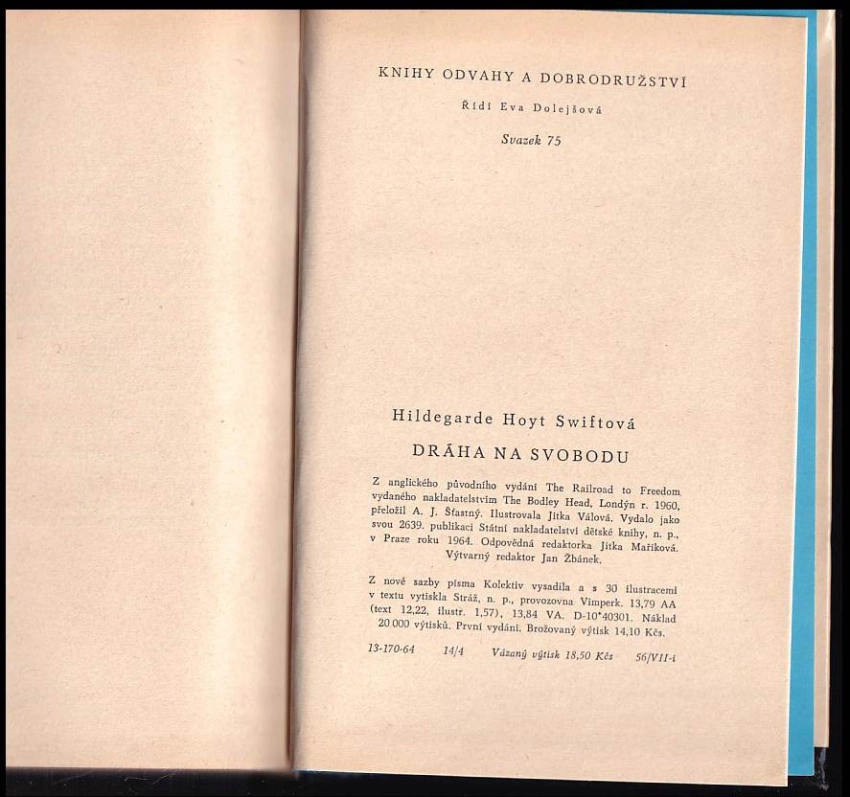 KNIHY ODVAHY A DOBRODRUŽSTVÍ
Řídí Eva Dolejšová
Svazek 75
Hildegarde Hoyt Swiftová
DRÁHA NA SVOBODU
Z anglického původního vydání The Railroad to Freedom
vydaného nakladatelstvím The Bodley Head, Londýn r. 1960,
přeložil A. J. Šťastný. Ilustrovala Jitka Válová. Vydalo jako
svou 2639. publikaci Státní nakladatelství dětské knihy, n. p.,
v Praze roku 1964. Odpovědná redaktorka Jitka Maříková.
Výtvarný redaktor Jan Žbánek.
Z nové sazby písma Kolektiv vysadila a s 30 ilustracemi
v textu vytiskla Stráž, n. p., provozovna Vimperk. 13,79 AA
(text 12,22, ilustr. 1,57), 13,84 VA. D-10*40301. Náklad
20 000 výtisků. První vydání. Brožovaný výtisk 14,10 Kčs.
13-170-64 14/4 Vázaný výtisk 18,50 Kčs 56/VII-i